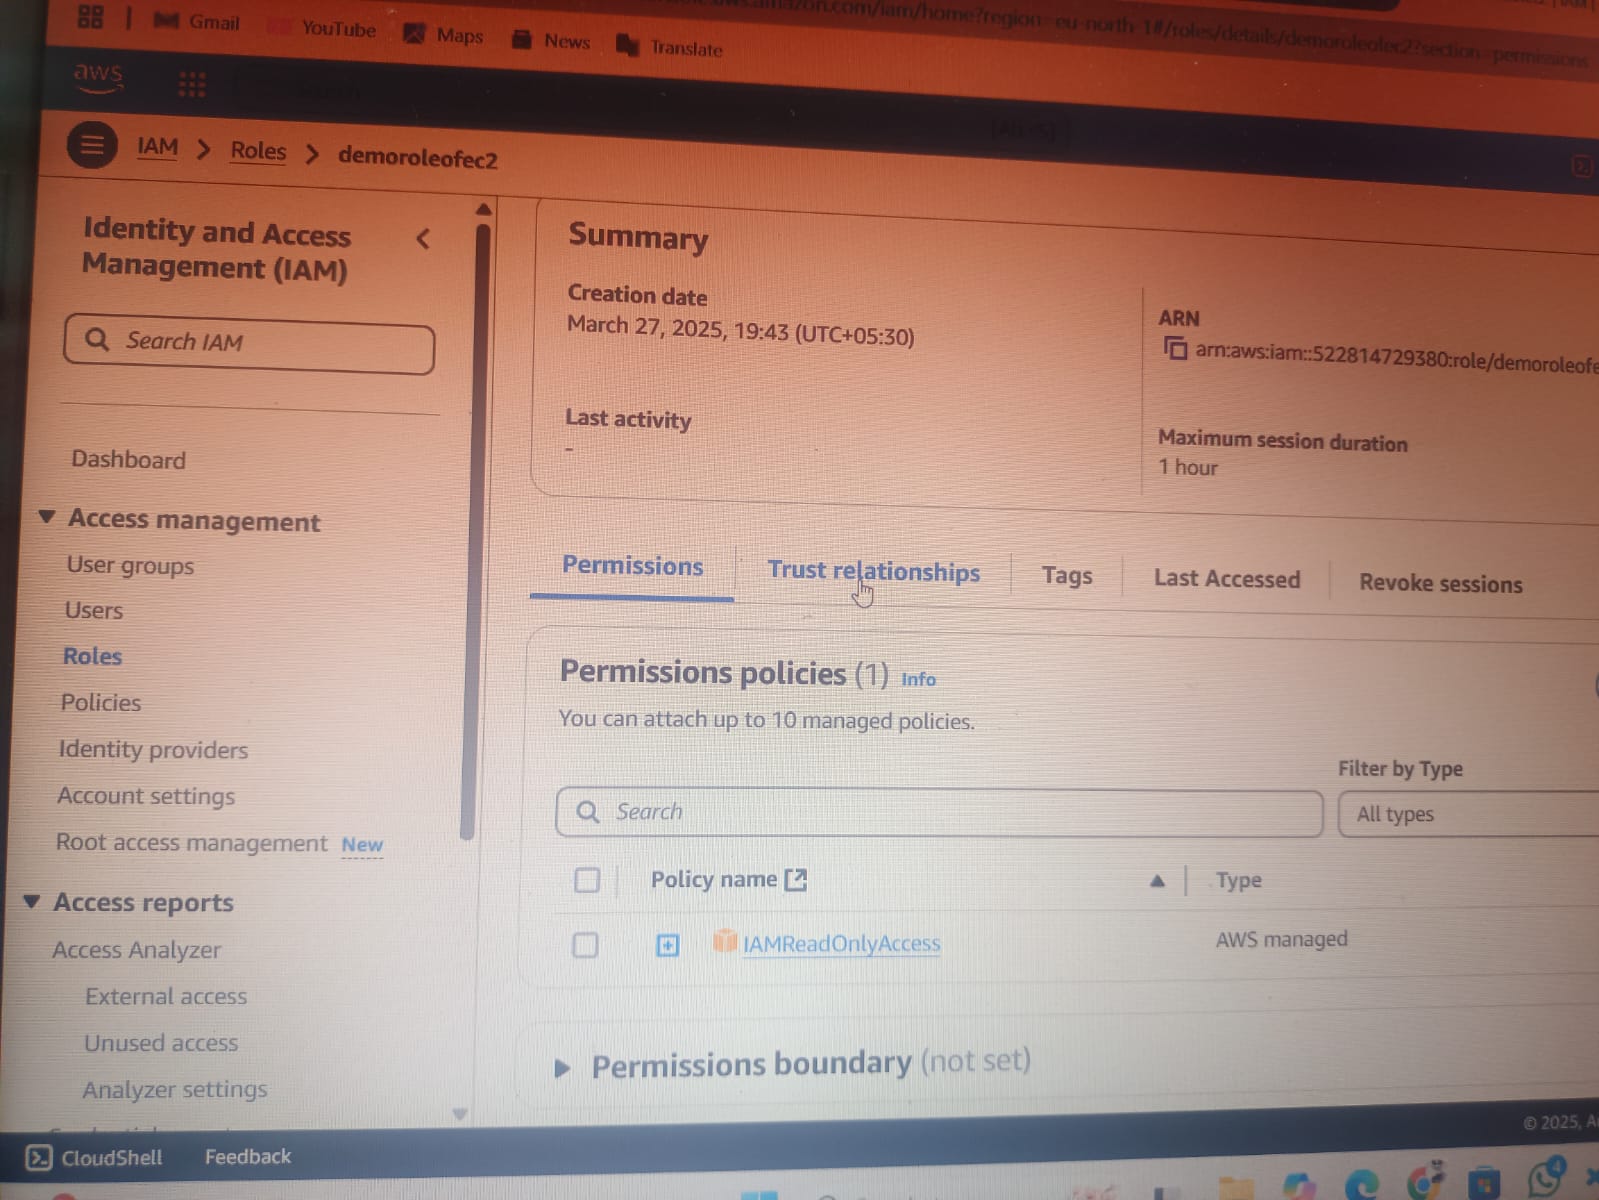 Gmail YouTube Maps News Translate
amazon.com/iam/home?region=eu-north-1#/roles/details/demoroleofec2?section=permissions
aws
IAM > Roles > demoroleofec2
Identity and Access
Management (IAM)
Search IAM
Dashboard
Access management
User groups
Users
Roles
Policies
Identity providers
Account settings
Root access management New
Access reports
Access Analyzer
External access
Unused access
Analyzer settings
Summary
Creation date
March 27, 2025, 19:43 (UTC+05:30)
ARN
arn:aws:iam::522814729380:role/demoroleofe
Last activity
-
Maximum session duration
1 hour
Permissions Trust relationships Tags Last Accessed Revoke sessions
Permissions policies (1) Info
You can attach up to 10 managed policies.
Filter by Type
Search All types
Policy name Type
IAMReadOnlyAccess AWS managed
Permissions boundary (not set)
© 2025, A
CloudShell Feedback
4